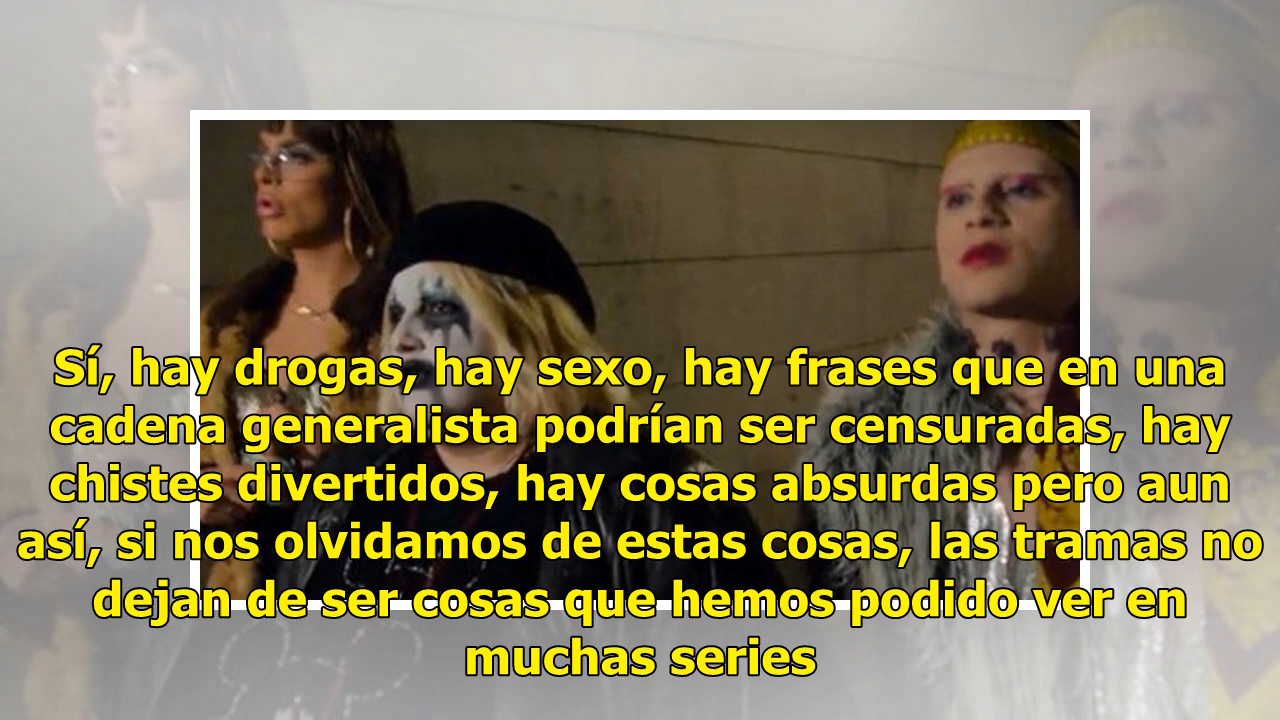 Sí, hay drogas, hay sexo, hay frases que en una
cadena generalista podrían ser censuradas, hay
chistes divertidos, hay cosas absurdas pero aun
así, si nos olvidamos de estas cosas, las tramas no
dejan de ser cosas que hemos podido ver en
muchas series